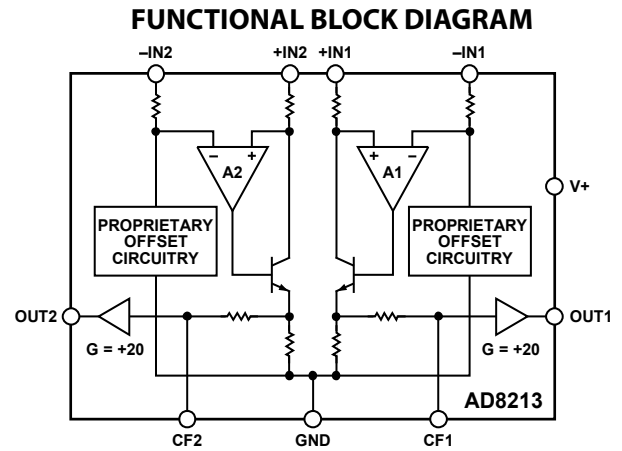 FUNCTIONAL BLOCK DIAGRAM
–IN2 +IN2 +IN1 –IN1
– + + –
A2 A1
V+
PROPRIETARY OFFSET CIRCUITRY
PROPRIETARY OFFSET CIRCUITRY
OUT2 OUT1
G = +20 G = +20
AD8213
CF2 GND CF1